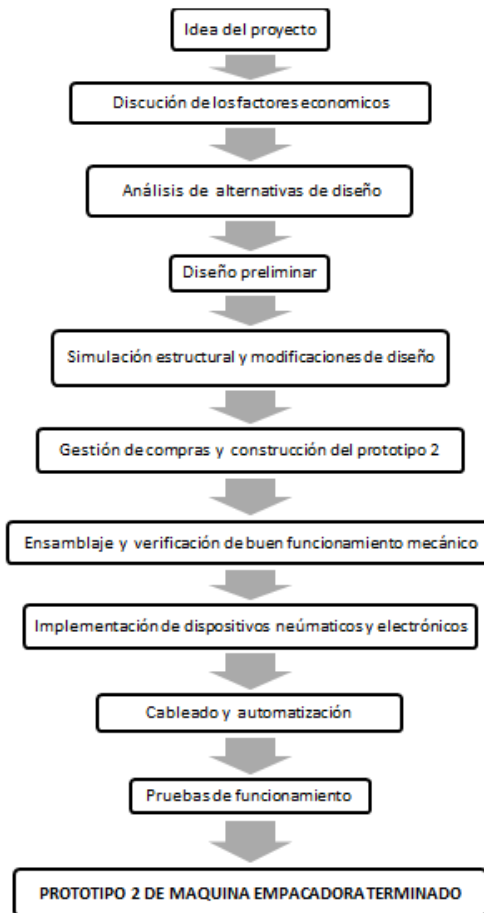 Idea del proyecto
Discución de los factores economicos
Análisis de alternativas de diseño
Diseño preliminar
Simulación estructural y modificaciones de diseño
Gestión de compras y construcción del prototipo 2
Ensamblaje y verificación de buen funcionamiento mecánico
Implementación de dispositivos neúmaticos y electrónicos
Cableado y automatización
Pruebas de funcionamiento
PROTOTIPO 2 DE MAQUINA EMPACADORA TERMINADO